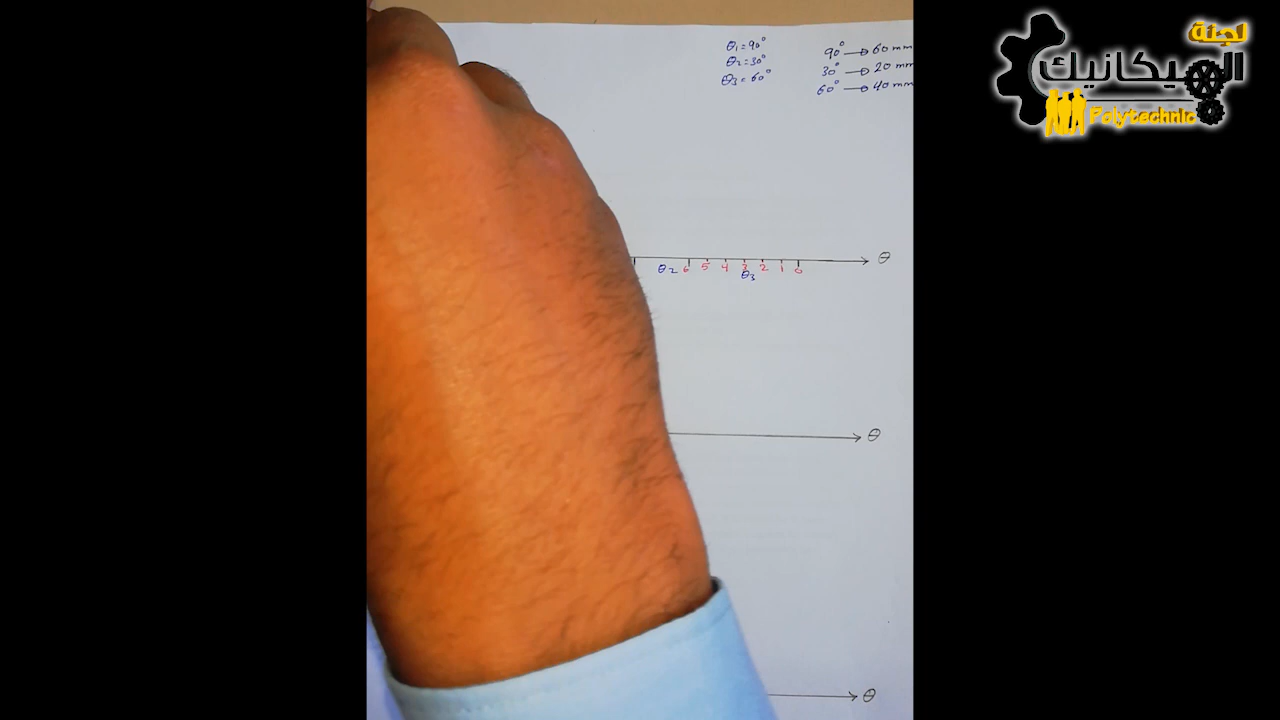 θ₁ = 90°
θ₂ = 30°
θ₃ = 60°
90° → 60 mm
30° → 20 mm
60° → 40 mm
θ
θ₂ 6 5 4 3 2 1 0
θ₃
θ
θ
لجنة
الميكانيك
Polytechnic